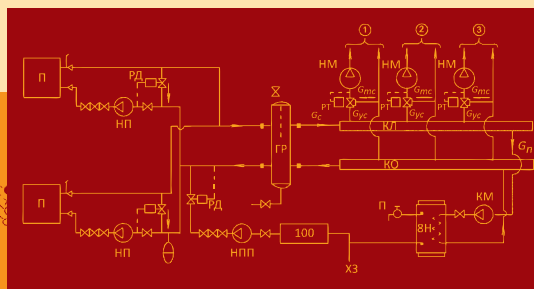 1 2 3
НМ НМ НМ
П
РД
Gтс Gтс Gтс
РТ РТ РТ
Gус Gус Gус
НП
Gс
КЛ
ГР
Gп
КО
П
РД
П
КМ
8Н
НП
НПП
100
ХЗ